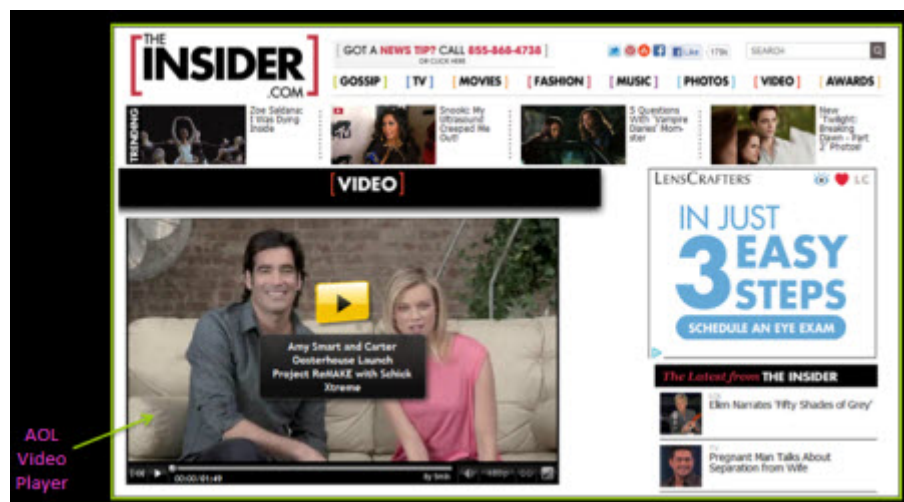 THE
INSIDER
.COM
[ GOT A NEWS TIP? CALL 855-868-4738 ]
OR CLICK HERE
Like 179k
SEARCH
[ GOSSIP ] [ TV ] [ MOVIES ] [ FASHION ] [ MUSIC ] [ PHOTOS ] [ VIDEO ] [ AWARDS ]
TRENDING
Zoe Saldana:
I Was Dying
Inside
Snooki: My
Ultrasound
Creeped Me
Out!
5 Questions
With 'Vampire
Diaries' Mom-
ster
New
'Twilight:
Breaking
Dawn - Part
2' Photos!
[VIDEO]
LENSCRAFTERS LC
IN JUST
3 EASY
STEPS
SCHEDULE AN EYE EXAM
Amy Smart and Carter
Oosterhouse Launch
Project ReMAKE with Schick
Xtreme
AOL
Video
Player
00:00/01:49
480p
The Latest from THE INSIDER
Ellen Narrates 'Fifty Shades of Grey'
TV
Pregnant Man Talks About
Separation from Wife